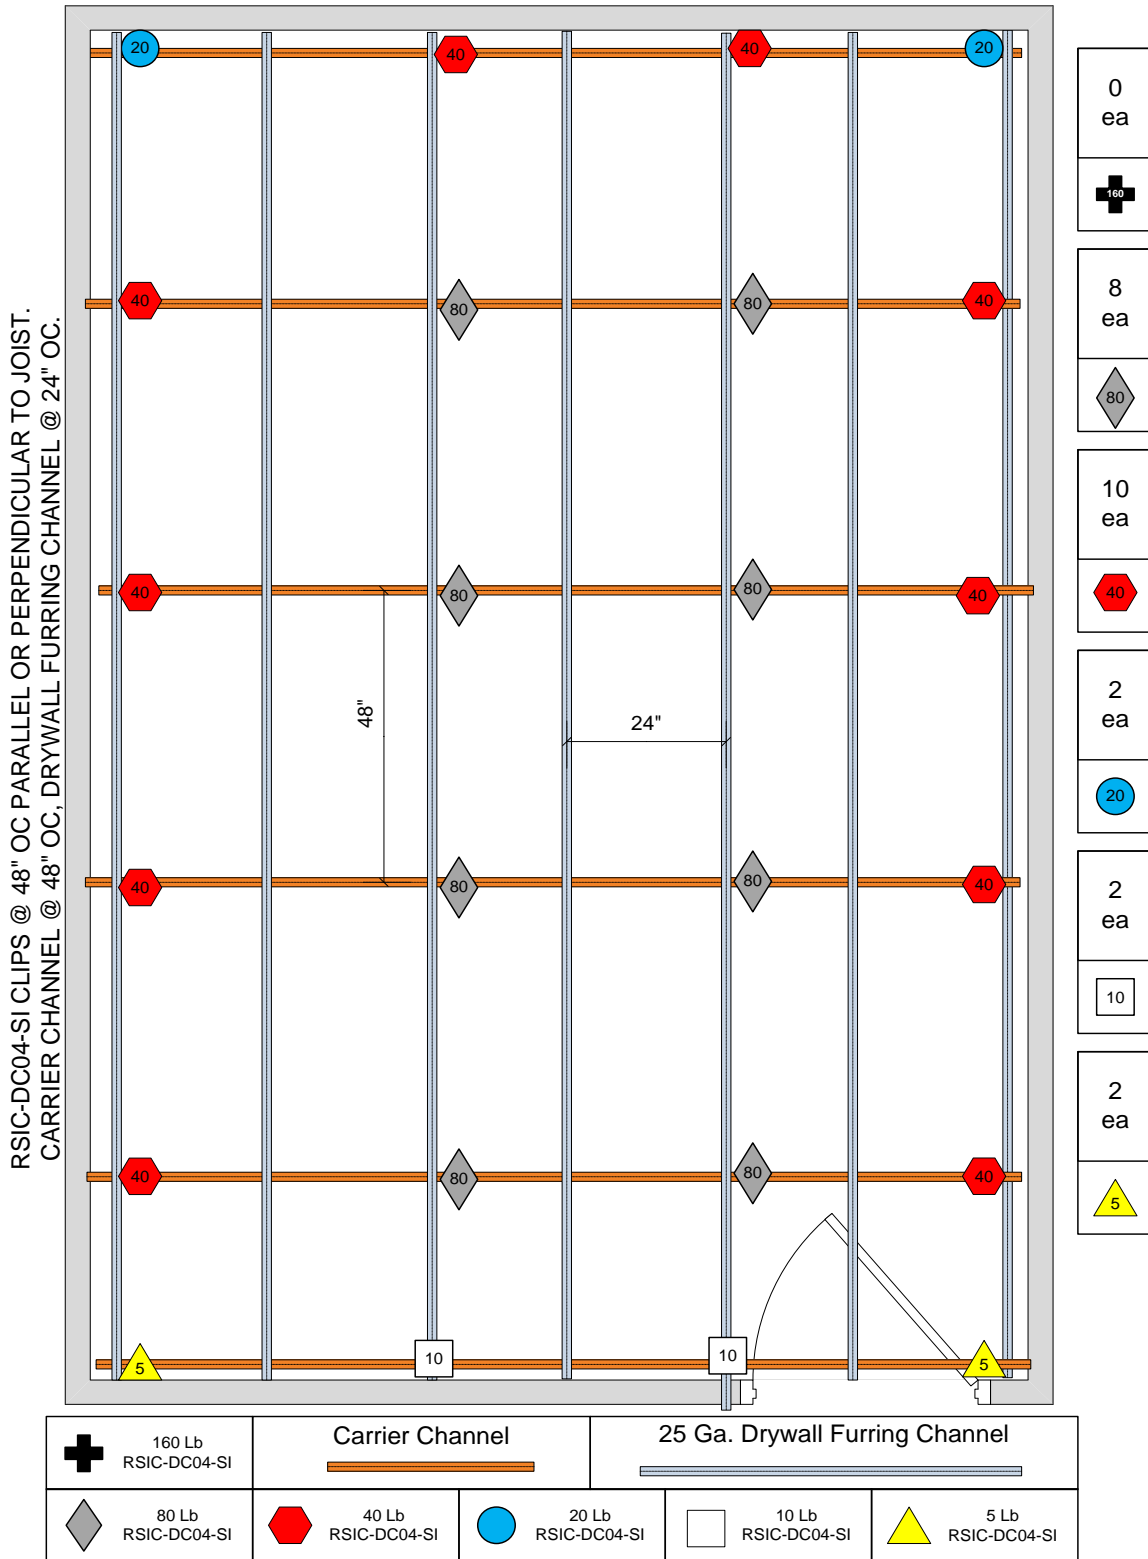 RSIC-DC04-SI CLIPS @ 48" OC PARALLEL OR PERPENDICULAR TO JOIST.
CARRIER CHANNEL @ 48" OC, DRYWALL FURRING CHANNEL @ 24" OC.
20
40
40
20
40
80
80
40
40
80
80
40
48"
24"
40
80
80
40
40
80
80
40
5
10
10
5
0
ea
160
8
ea
80
10
ea
40
2
ea
20
2
ea
10
2
ea
5
160 Lb
RSIC-DC04-SI
Carrier Channel
25 Ga. Drywall Furring Channel
80 Lb
RSIC-DC04-SI
40 Lb
RSIC-DC04-SI
20 Lb
RSIC-DC04-SI
10 Lb
RSIC-DC04-SI
5 Lb
RSIC-DC04-SI